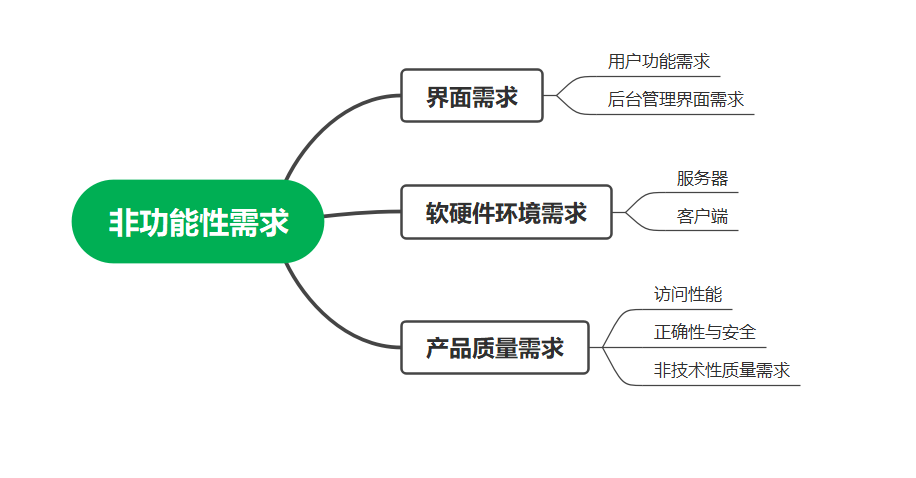 非功能性需求
界面需求
用户功能需求
后台管理界面需求
软硬件环境需求
服务器
客户端
产品质量需求
访问性能
正确性与安全
非技术性质量需求